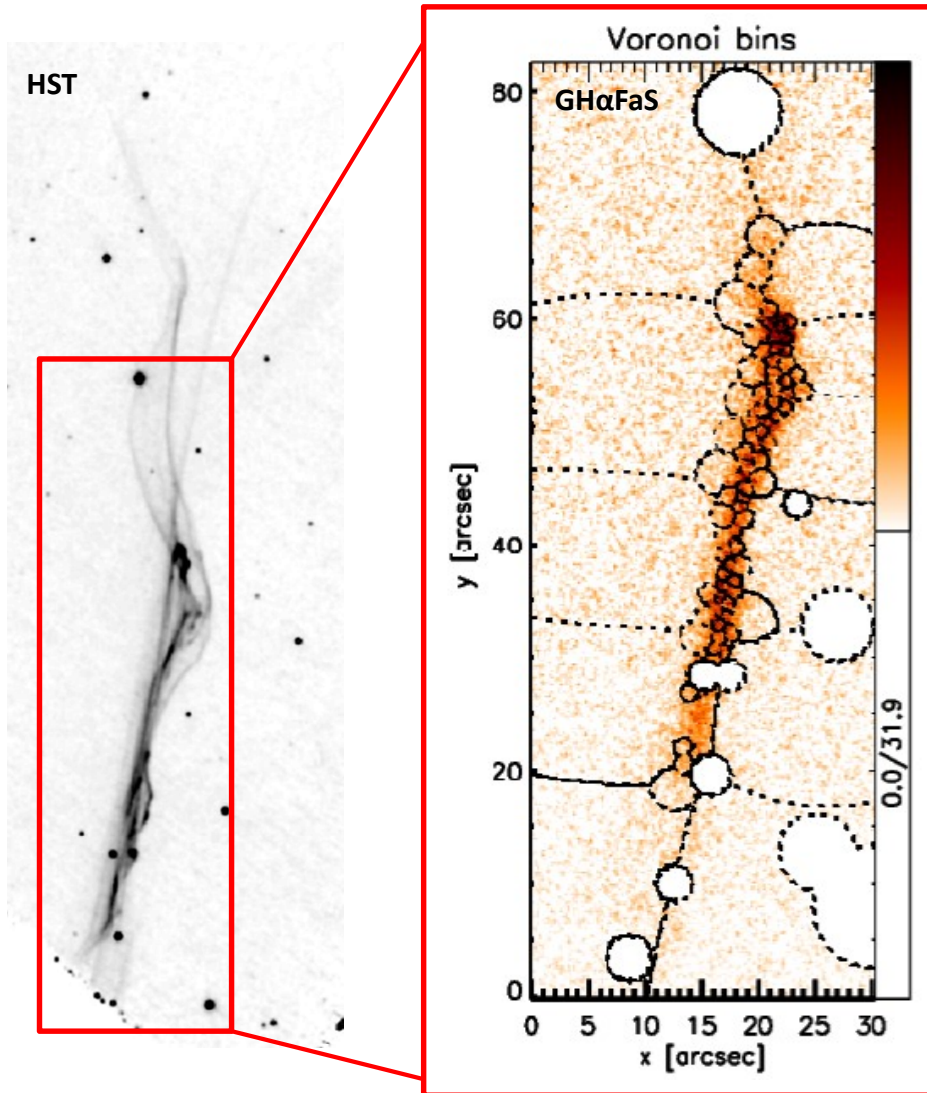 HST
Voronoi bins
GHαFaS
80
60
40
20
0
y [arcsec]
0 5 10 15 20 25 30
x [arcsec]
0.0/31.9